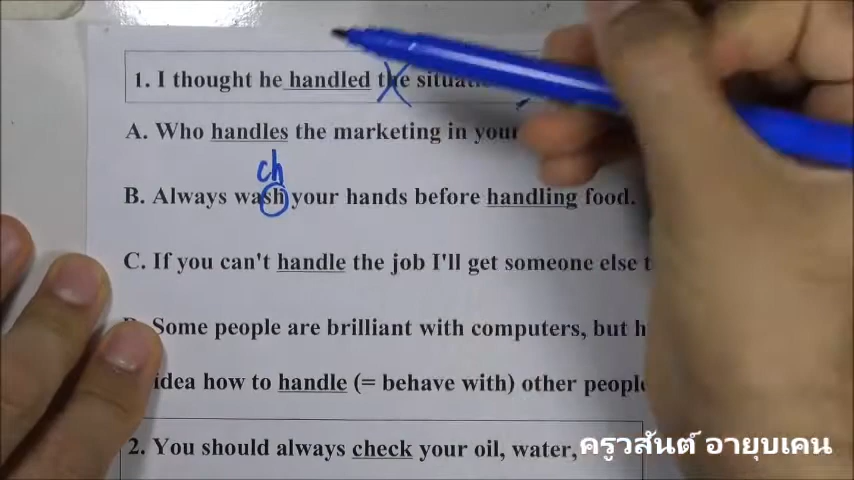 1. I thought he handled the
A. Who handles the marketing in your
ch
B. Always wash your hands before handling food.
C. If you can't handle the job I'll get someone else
Some people are brilliant with computers, but
idea how to handle (= behave with) other people
2. You should always check your oil, water,
ครูวสันต์ อายุบเคน